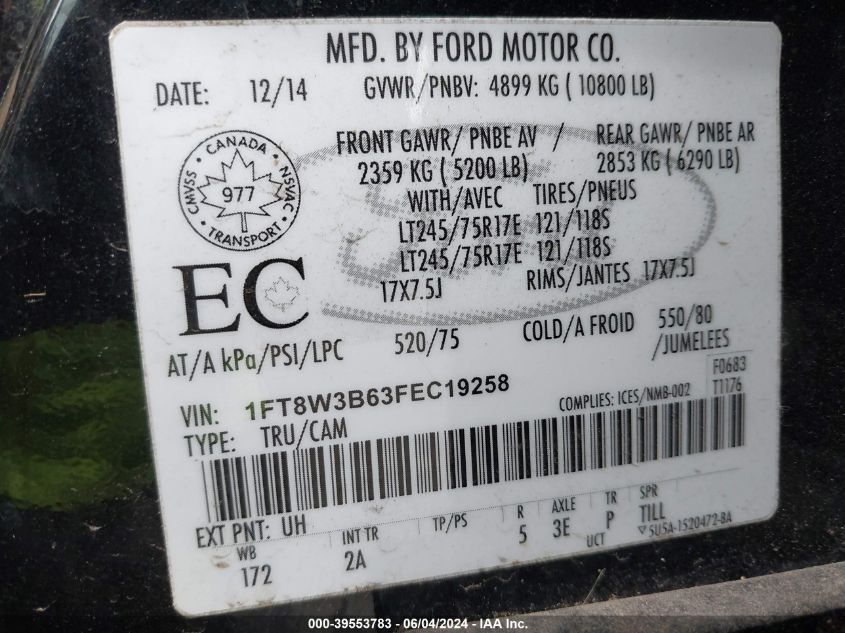 MFD. BY FORD MOTOR CO.
DATE: 12/14 GVWR/PNBV: 4899 KG ( 10800 LB)
FRONT GAWR/ PNBE AV / REAR GAWR/ PNBE AR
2359 KG ( 5200 LB) 2853 KG ( 6290 LB)
WITH/AVEC TIRES/PNEUS
LT245/75R17E 121/118S
LT245/75R17E 121/118S
17X7.5J RIMS/JANTES 17X7.5J
CANADA
CMVSS NSVAC
977
TRANSPORT
EC
AT/A kPa/PSI/LPC 520/75 COLD/A FROID 550/80
/JUMELEES
VIN: 1FT8W3B63FEC19258 COMPLIES: ICES/NMB-002 F0683
T1176
TYPE: TRU/CAM
EXT PNT: UH TP/PS R AXLE TR SPR
5 3E P TILL
WB INT TR UCT 5U5A-1520472-BA
172 2A
000-39553783 - 06/04/2024 - IAA Inc.